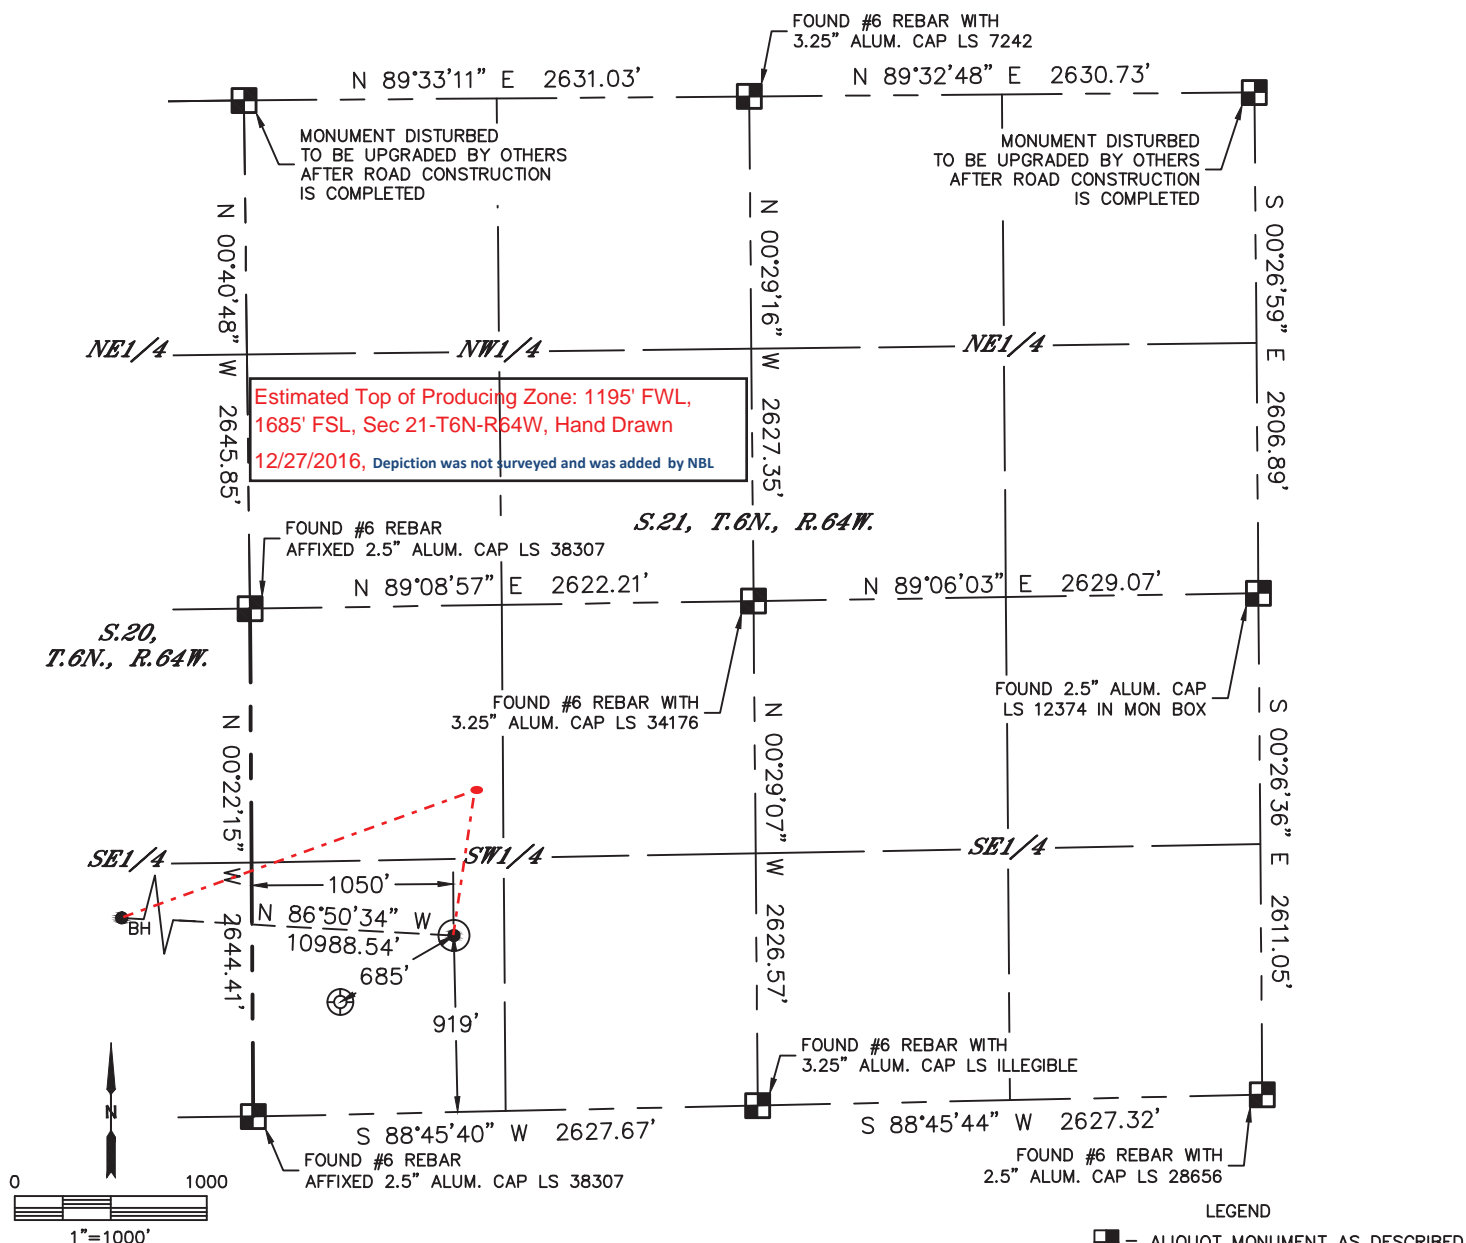 FOUND #6 REBAR WITH
3.25" ALUM. CAP LS 7242
N 89°33'11" E 2631.03'
N 89°32'48" E 2630.73'
MONUMENT DISTURBED
TO BE UPGRADED BY OTHERS
AFTER ROAD CONSTRUCTION
IS COMPLETED
MONUMENT DISTURBED
TO BE UPGRADED BY OTHERS
AFTER ROAD CONSTRUCTION
IS COMPLETED
N 00°40'48" W 2645.85'
N 00°29'16" W 2627.35'
S 00°26'59" E 2606.89'
NE1/4
NW1/4
NE1/4
Estimated Top of Producing Zone: 1195' FWL,
1685' FSL, Sec 21-T6N-R64W, Hand Drawn
12/27/2016, Depiction was not surveyed and was added by NBL
S.21, T.6N., R.64W.
FOUND #6 REBAR
AFFIXED 2.5" ALUM. CAP LS 38307
N 89°08'57" E 2622.21'
N 89°06'03" E 2629.07'
S.20,
T.6N., R.64W.
FOUND #6 REBAR WITH
3.25" ALUM. CAP LS 34176
FOUND 2.5" ALUM. CAP
LS 12374 IN MON BOX
N 00°22'15" W 2644.41'
N 00°29'07" W 2626.57'
S 00°26'36" E 2611.05'
SE1/4
SW1/4
SE1/4
1050'
N 86°50'34" W
10988.54'
BH
685'
919'
FOUND #6 REBAR WITH
3.25" ALUM. CAP LS ILLEGIBLE
N
S 88°45'40" W 2627.67'
S 88°45'44" W 2627.32'
FOUND #6 REBAR
AFFIXED 2.5" ALUM. CAP LS 38307
FOUND #6 REBAR WITH
2.5" ALUM. CAP LS 28656
0 1000
1"=1000'
LEGEND
= ALIQUOT MONUMENT AS DESCRIBED